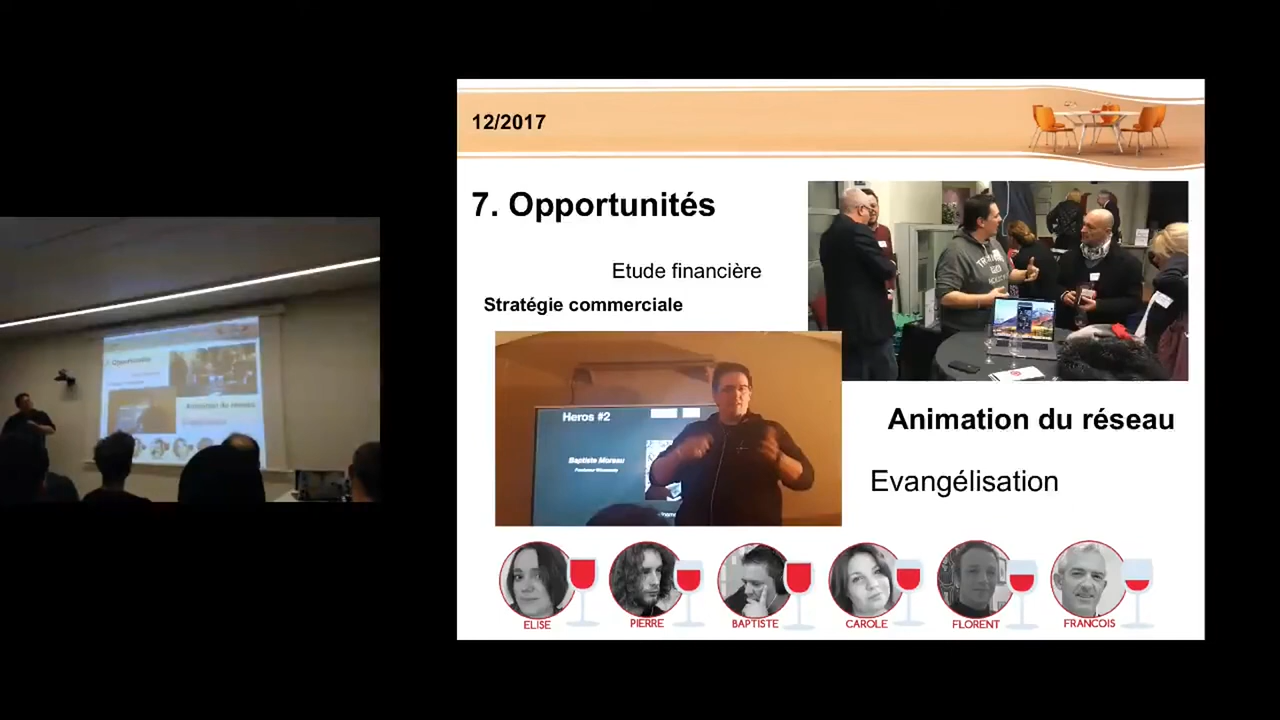 12/2017
7. Opportunités
Etude financière
Stratégie commerciale
Heros #2
Baptiste Moreau
Animation du réseau
Evangélisation
ELISE
PIERRE
BAPTISTE
CAROLE
FLORENT
FRANCOIS